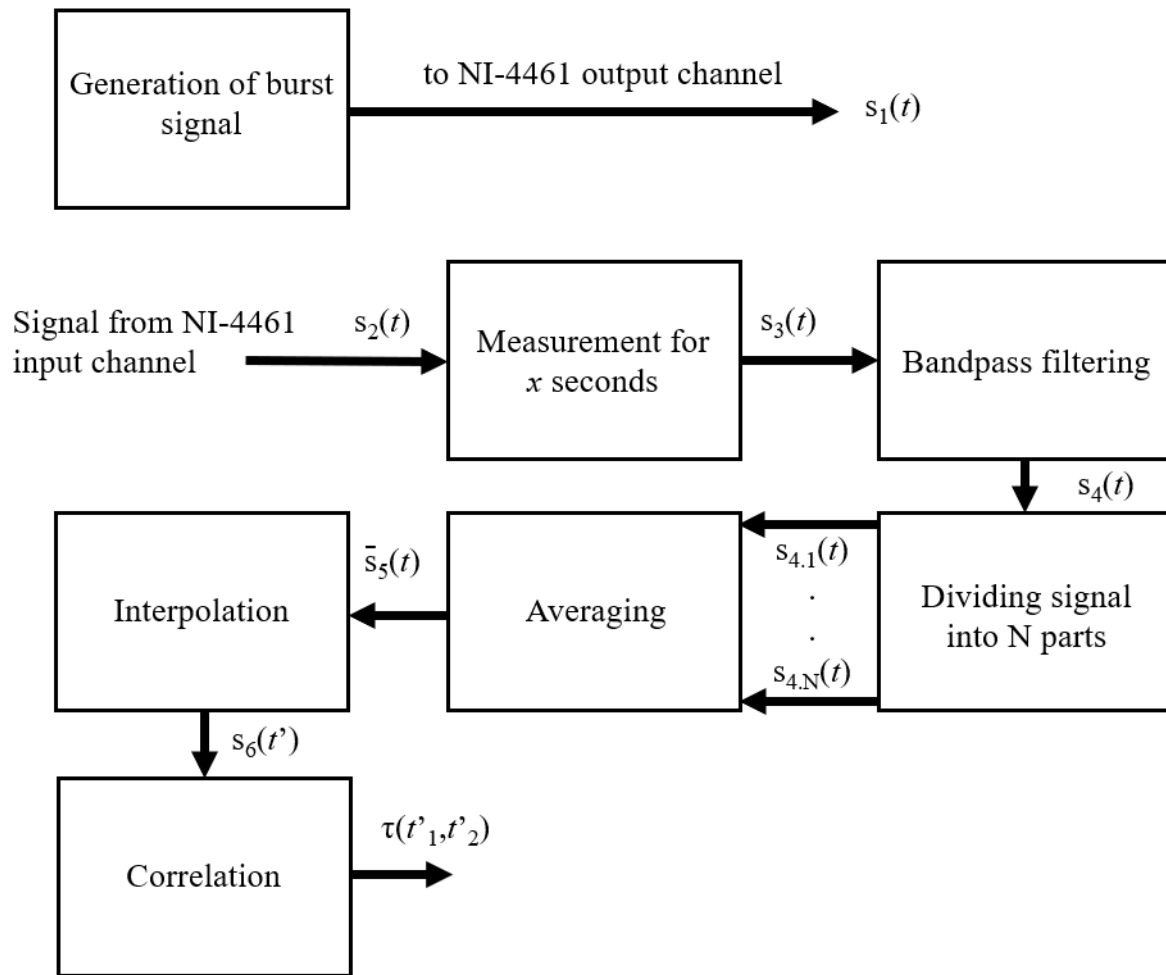 Generation of burst
signal
to NI-4461 output channel
s₁(t)
Signal from NI-4461
input channel
s₂(t)
Measurement for
x seconds
s₃(t)
Bandpass filtering
s₄(t)
Dividing signal
into N parts
s₄.₁(t)
.
.
s₄.N(t)
Averaging
s̄₅(t)
Interpolation
s₆(t’)
Correlation
τ(t’₁,t’₂)